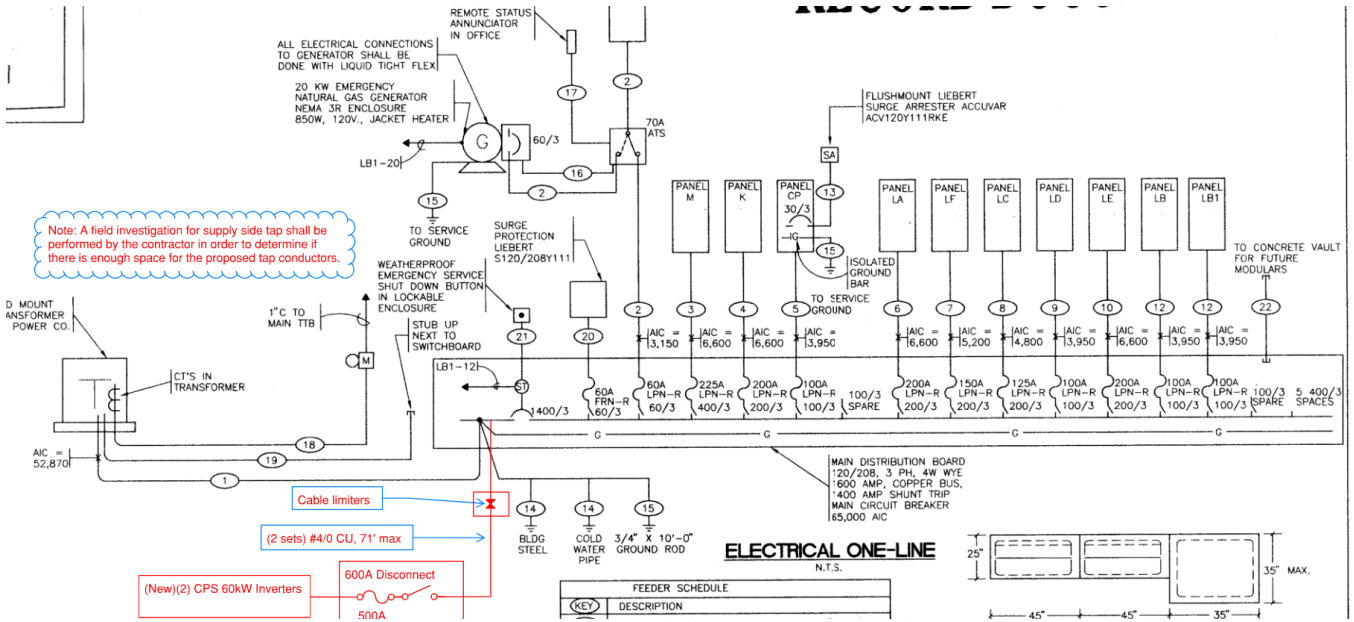 REMOTE STATUS
ANNUNCIATOR
IN OFFICE
ALL ELECTRICAL CONNECTIONS
TO GENERATOR SHALL BE
DONE WITH LIQUID TIGHT FLEX
20 KW EMERGENCY
NATURAL GAS GENERATOR
NEMA 3R ENCLOSURE
850W, 120V., JACKET HEATER
LB1-20
G
60/3
17
2
70A
ATS
16
2
15
TO SERVICE
GROUND
FLUSHMOUNT LIEBERT
SURGE ARRESTER ACCUVAR
ACV120Y111RKE
SA
13
PANEL
M
PANEL
K
PANEL
CP
30/3
IG
15
ISOLATED
GROUND
BAR
TO SERVICE
GROUND
PANEL
LA
PANEL
LF
PANEL
LC
PANEL
LD
PANEL
LE
PANEL
LB
PANEL
LB1
TO CONCRETE VAULT
FOR FUTURE
MODULARS
Note: A field investigation for supply side tap shall be
performed by the contractor in order to determine if
there is enough space for the proposed tap conductors.
SURGE
PROTECTION
LIEBERT
S120/208Y111
WEATHERPROOF
EMERGENCY SERVICE
SHUT DOWN BUTTON
IN LOCKABLE
ENCLOSURE
D MOUNT
ANSFORMER
POWER CO.
1"C TO
MAIN TTB
STUB UP
NEXT TO
SWITCHBOARD
M
T
CT'S IN
TRANSFORMER
21
20
2
3
4
5
6
7
8
9
10
12
12
22
AIC =
3,150
AIC =
6,600
AIC =
6,600
AIC =
3,950
AIC =
6,600
AIC =
5,200
AIC =
4,800
AIC =
3,950
AIC =
6,600
AIC =
3,950
AIC =
3,950
LB1-12
ST
1400/3
60A
FRN-R
60/3
60A
LPN-R
60/3
225A
LPN-R
400/3
200A
LPN-R
200/3
100A
LPN-R
100/3
100/3
SPARE
200A
LPN-R
200/3
150A
LPN-R
200/3
125A
LPN-R
200/3
100A
LPN-R
100/3
200A
LPN-R
200/3
100A
LPN-R
100/3
100A
LPN-R
100/3
100/3
SPARE
5 400/3
SPACES
G
G
G
G
18
19
1
AIC =
52,870
Cable limiters
(2 sets) #4/0 CU, 71' max
(New)(2) CPS 60kW Inverters
600A Disconnect
500A
14
14
15
BLDG
STEEL
COLD
WATER
PIPE
3/4" X 10'-0"
GROUND ROD
MAIN DISTRIBUTION BOARD
120/208, 3 PH, 4W WYE
1600 AMP, COPPER BUS,
1400 AMP SHUNT TRIP
MAIN CIRCUIT BREAKER
65,000 AIC
ELECTRICAL ONE-LINE
N.T.S.
FEEDER SCHEDULE
KEY
DESCRIPTION
25"
35" MAX.
45"
45"
35"